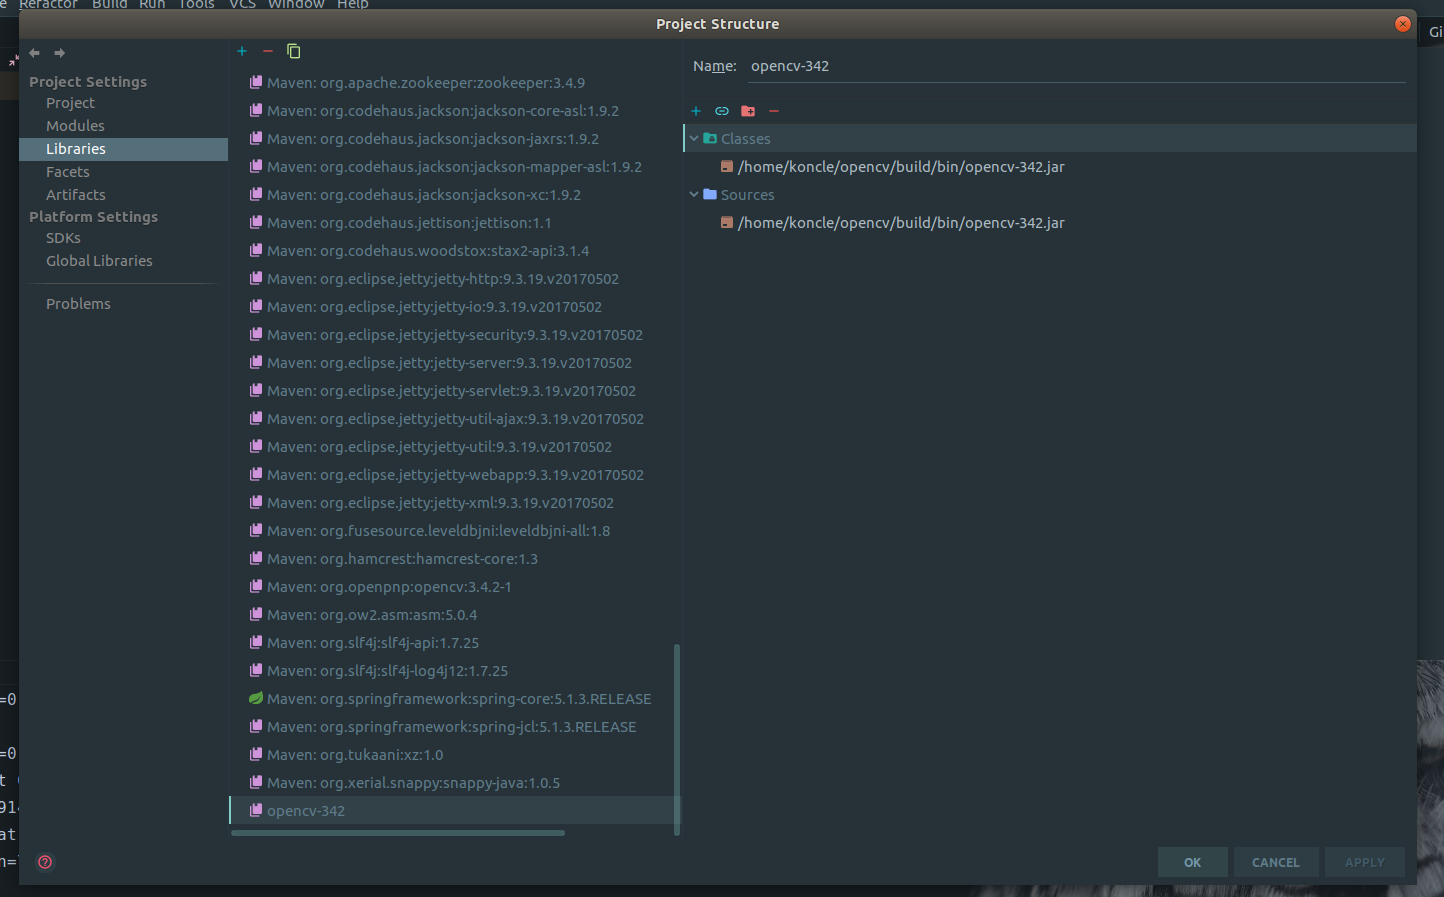 e Refactor Build Run Tools VCS Window Help
Project Structure
Gi
Project Settings
Project
Modules
Libraries
Facets
Artifacts
Platform Settings
SDKs
Global Libraries
Problems
Maven: org.apache.zookeeper:zookeeper:3.4.9
Maven: org.codehaus.jackson:jackson-core-asl:1.9.2
Maven: org.codehaus.jackson:jackson-jaxrs:1.9.2
Maven: org.codehaus.jackson:jackson-mapper-asl:1.9.2
Maven: org.codehaus.jackson:jackson-xc:1.9.2
Maven: org.codehaus.jettison:jettison:1.1
Maven: org.codehaus.woodstox:stax2-api:3.1.4
Maven: org.eclipse.jetty:jetty-http:9.3.19.v20170502
Maven: org.eclipse.jetty:jetty-io:9.3.19.v20170502
Maven: org.eclipse.jetty:jetty-security:9.3.19.v20170502
Maven: org.eclipse.jetty:jetty-server:9.3.19.v20170502
Maven: org.eclipse.jetty:jetty-servlet:9.3.19.v20170502
Maven: org.eclipse.jetty:jetty-util-ajax:9.3.19.v20170502
Maven: org.eclipse.jetty:jetty-util:9.3.19.v20170502
Maven: org.eclipse.jetty:jetty-webapp:9.3.19.v20170502
Maven: org.eclipse.jetty:jetty-xml:9.3.19.v20170502
Maven: org.fusesource.leveldbjni:leveldbjni-all:1.8
Maven: org.hamcrest:hamcrest-core:1.3
Maven: org.openpnp:opencv:3.4.2-1
Maven: org.ow2.asm:asm:5.0.4
Maven: org.slf4j:slf4j-api:1.7.25
Maven: org.slf4j:slf4j-log4j12:1.7.25
Maven: org.springframework:spring-core:5.1.3.RELEASE
Maven: org.springframework:spring-jcl:5.1.3.RELEASE
Maven: org.tukaani:xz:1.0
Maven: org.xerial.snappy:snappy-java:1.0.5
opencv-342
Name: opencv-342
Classes
/home/koncle/opencv/build/bin/opencv-342.jar
Sources
/home/koncle/opencv/build/bin/opencv-342.jar
=0
=0
t
914
at
n=
OK
CANCEL
APPLY